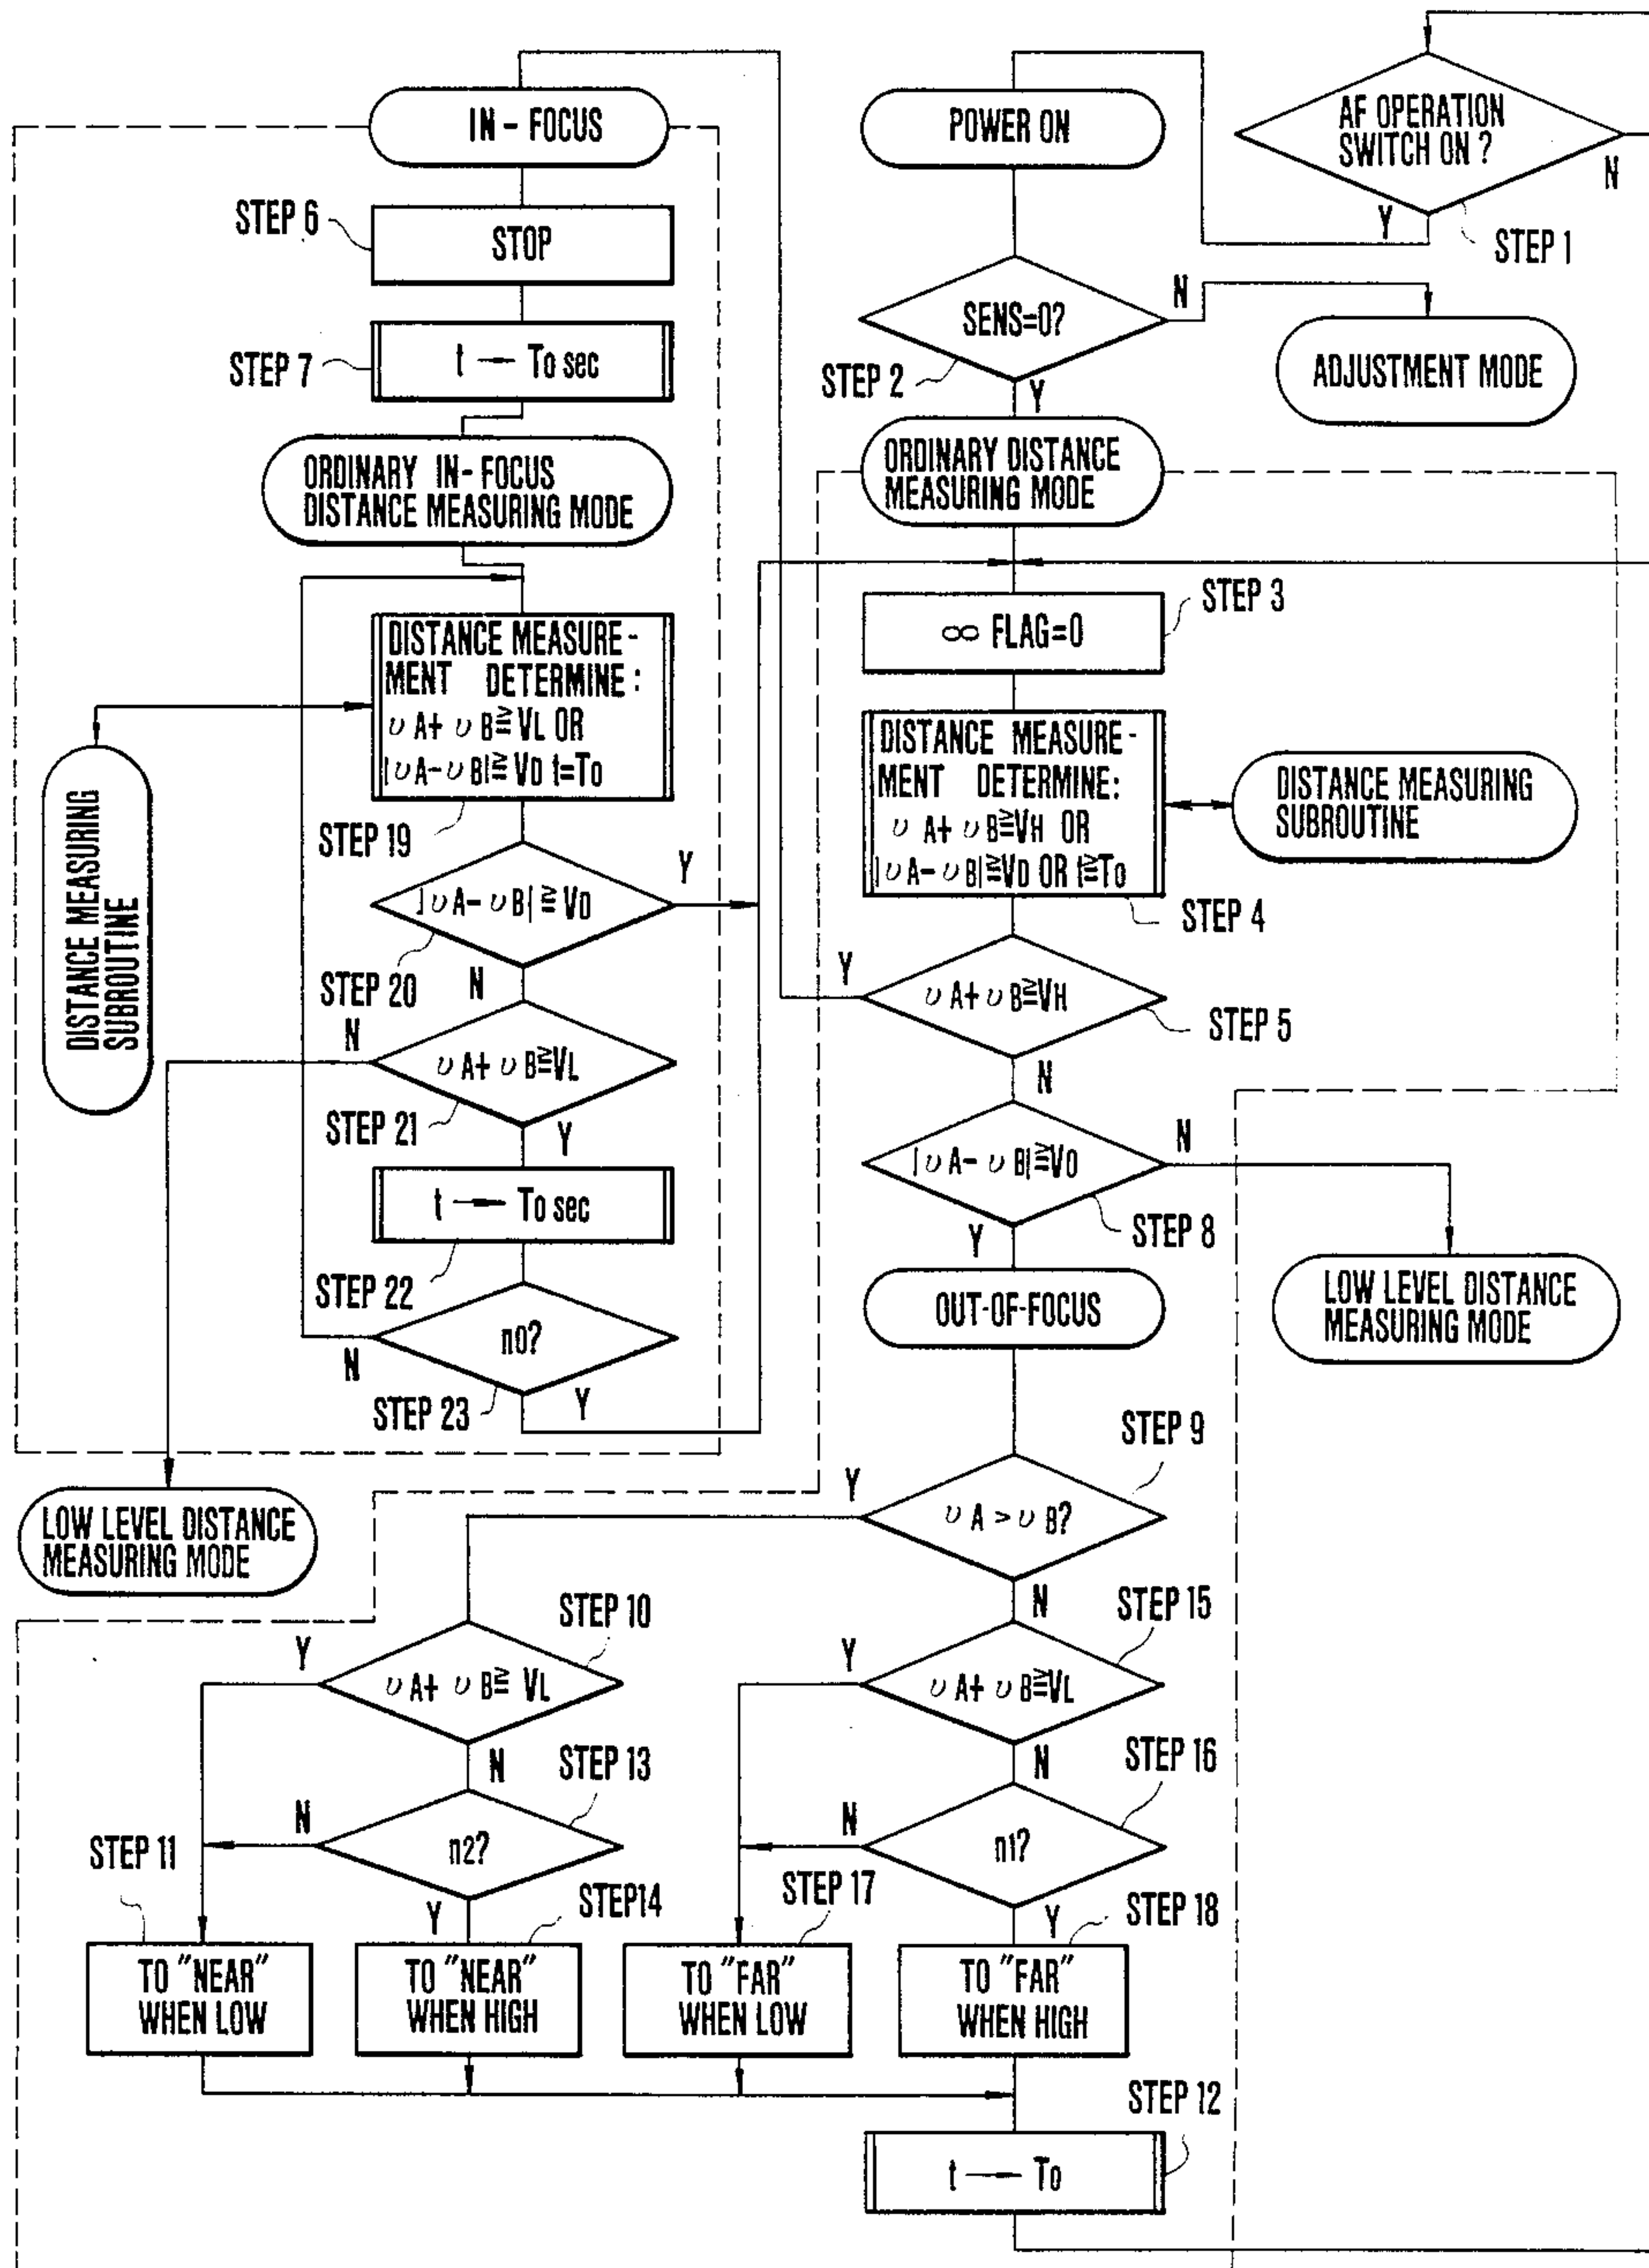 IN - FOCUS
STEP 6
STOP
STEP 7
t → To sec
ORDINARY IN-FOCUS
DISTANCE MEASURING MODE
DISTANCE MEASURE-
MENT DETERMINE:
υA+ υB≧VL OR
|υA-υB|≧VD t=To
DISTANCE MEASURING
SUBROUTINE
STEP 19
|υA-υB|≧VD
Y
STEP 20
N
υA+ υB≧VL
N
STEP 21
Y
t → To sec
STEP 22
n0?
N
STEP 23
Y
LOW LEVEL DISTANCE
MEASURING MODE
AF OPERATION
SWITCH ON ?
N
Y
STEP 1
POWER ON
SENS=0?
N
STEP 2
Y
ADJUSTMENT MODE
ORDINARY DISTANCE
MEASURING MODE
STEP 3
∞ FLAG=0
DISTANCE MEASURE-
MENT DETERMINE:
υA+ υB≧VH OR
|υA-υB|≧VD OR t≧To
DISTANCE MEASURING
SUBROUTINE
STEP 4
Y
υA+ υB≧VH
STEP 5
N
|υA-υB|≧VD
N
STEP 8
Y
LOW LEVEL DISTANCE
MEASURING MODE
OUT-OF-FOCUS
STEP 9
Y
υA > υB?
N
STEP 10
Y
υA+ υB≧ VL
N
STEP 13
N
n2?
Y
STEP 11
TO "NEAR"
WHEN LOW
STEP14
TO "NEAR"
WHEN HIGH
STEP 15
Y
υA+ υB≧VL
N
STEP 16
N
n1?
Y
STEP 17
TO "FAR"
WHEN LOW
STEP 18
TO "FAR"
WHEN HIGH
STEP 12
t → To